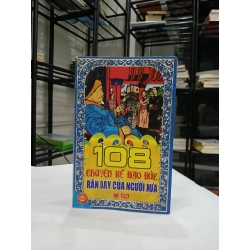 108
CHUYỆN KỂ ĐẠO ĐỨC
RĂN DẠY CỦA NGƯỜI XƯA